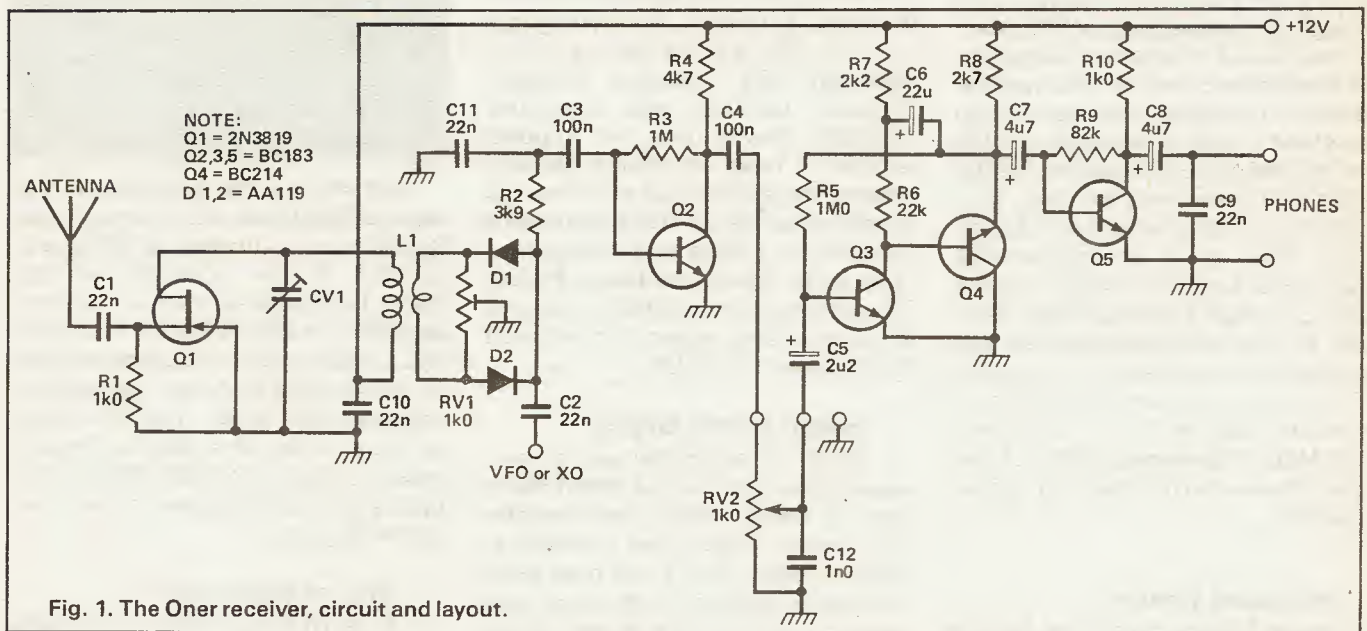 +12V
R4
4k7
R7
2k2
C6
22u
R8
2k7
R10
1k0
NOTE:
Q1 = 2N3819
Q2,3,5 = BC183
Q4 = BC214
D 1,2 = AA119
C11
22n
C3
100n
R3
1M
C4
100n
C7
4u7
R9
82k
C8
4u7
+
+
+
ANTENNA
R2
3k9
R5
1M0
R6
22k
C9
22n
PHONES
C1
22n
Q1
CV1
L1
D1
Q2
Q3
Q4
Q5
R1
1k0
C10
22n
RV1
1k0
D2
C2
22n
+
C5
2u2
VFO or XO
RV2
1k0
C12
1n0
Fig. 1. The Oner receiver, circuit and layout.